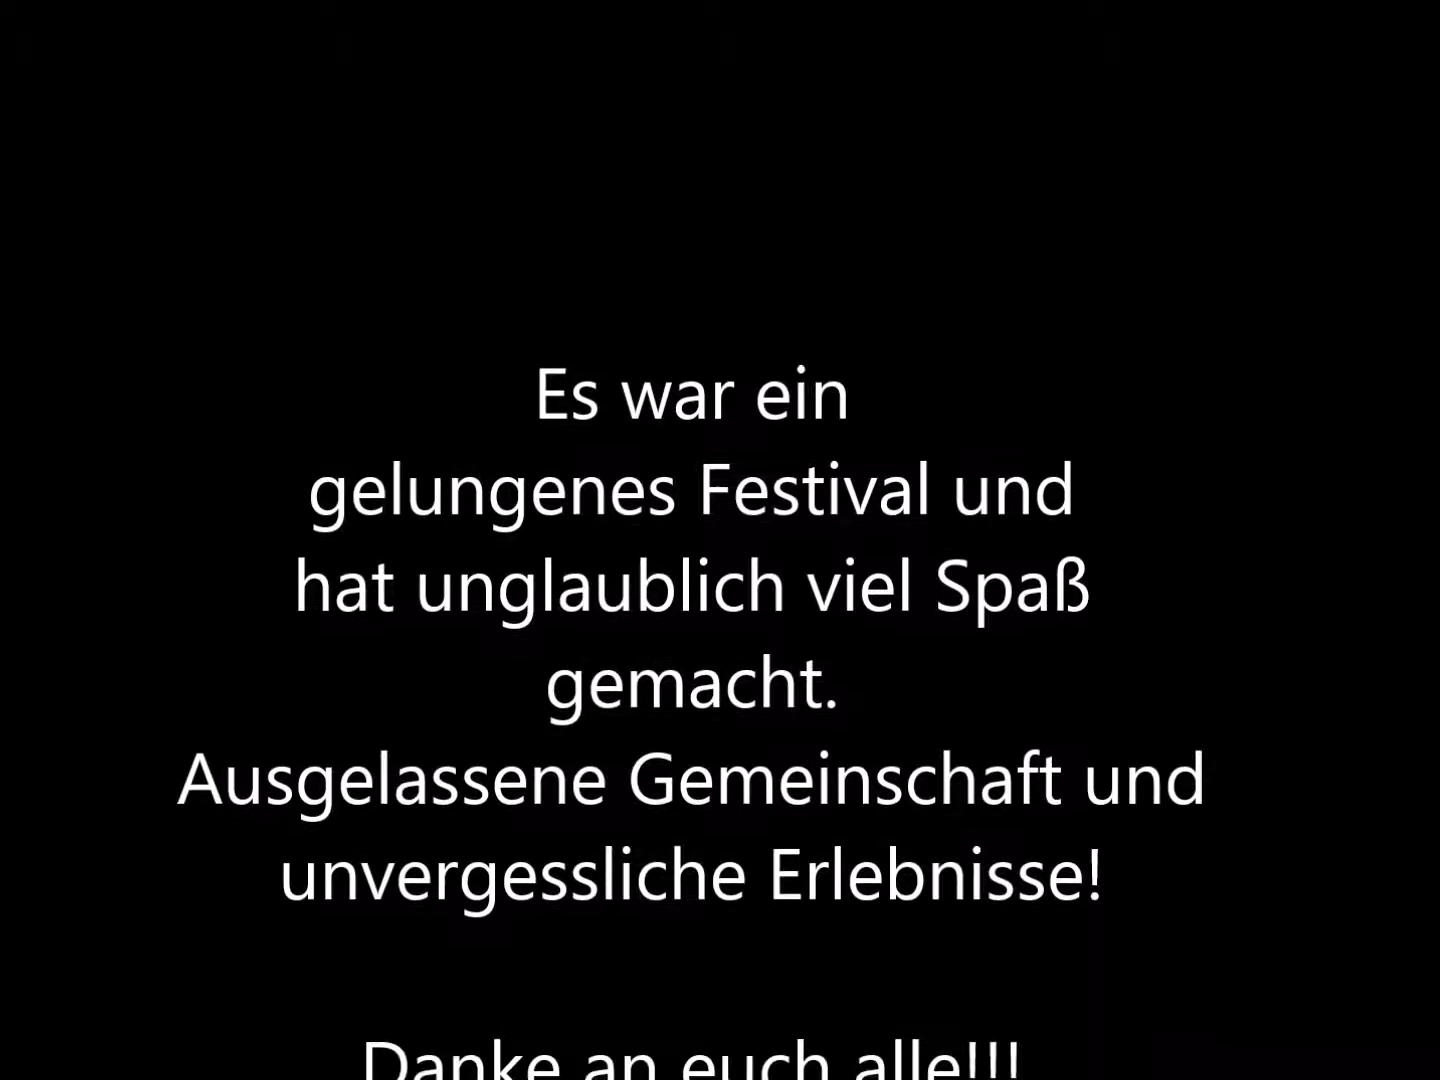 Es war ein
gelungenes Festival und
hat unglaublich viel Spaß
gemacht.
Ausgelassene Gemeinschaft und
unvergessliche Erlebnisse!
Danke an euch alle!!!